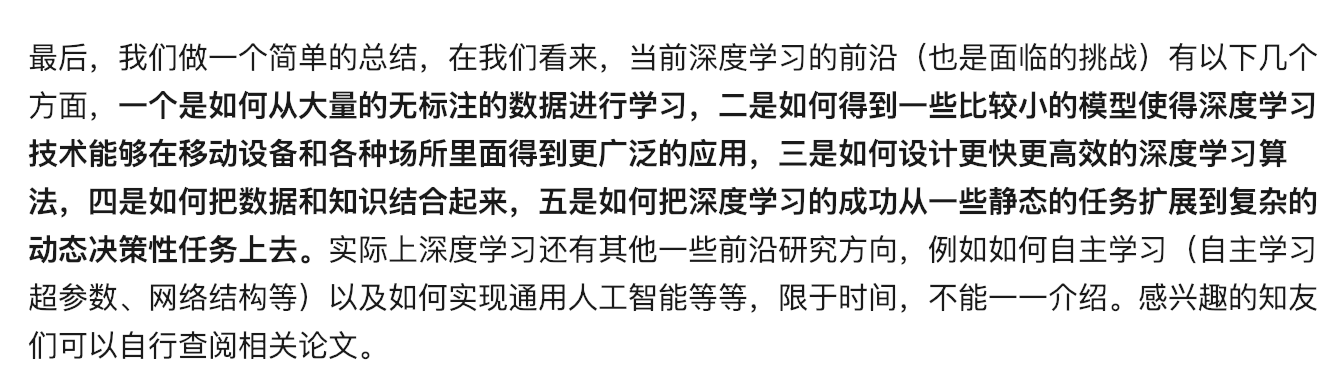 最后，我们做一个简单的总结，在我们看来，当前深度学习的前沿（也是面临的挑战）有以下几个
方面，一个是如何从大量的无标注的数据进行学习，二是如何得到一些比较小的模型使得深度学习
技术能够在移动设备和各种场所里面得到更广泛的应用，三是如何设计更快更高效的深度学习算
法，四是如何把数据和知识结合起来，五是如何把深度学习的成功从一些静态的任务扩展到复杂的
动态决策性任务上去。实际上深度学习还有其他一些前沿研究方向，例如如何自主学习（自主学习
超参数、网络结构等）以及如何实现通用人工智能等等，限于时间，不能一一介绍。感兴趣的知友
们可以自行查阅相关论文。